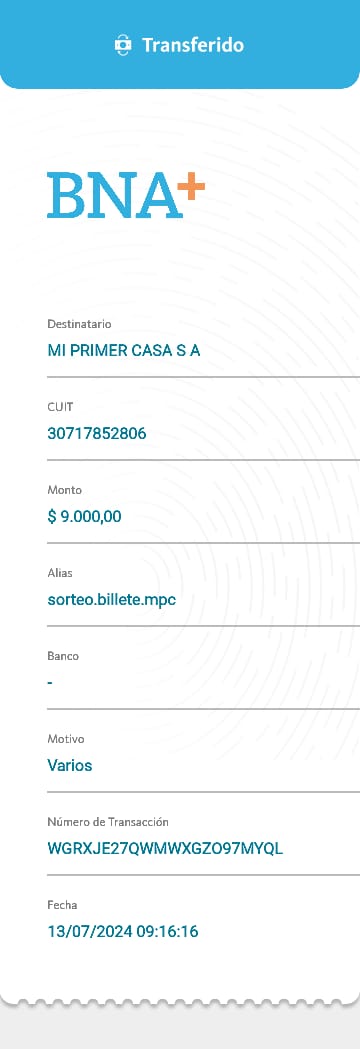 Transferido
BNA+
Destinatario
MI PRIMER CASA S A
CUIT
30717852806
Monto
$ 9.000,00
Alias
sorteo.billete.mpc
Banco
-
Motivo
Varios
Número de Transacción
WGRXJE27QWMWXGZO97MYQL
Fecha
13/07/2024 09:16:16